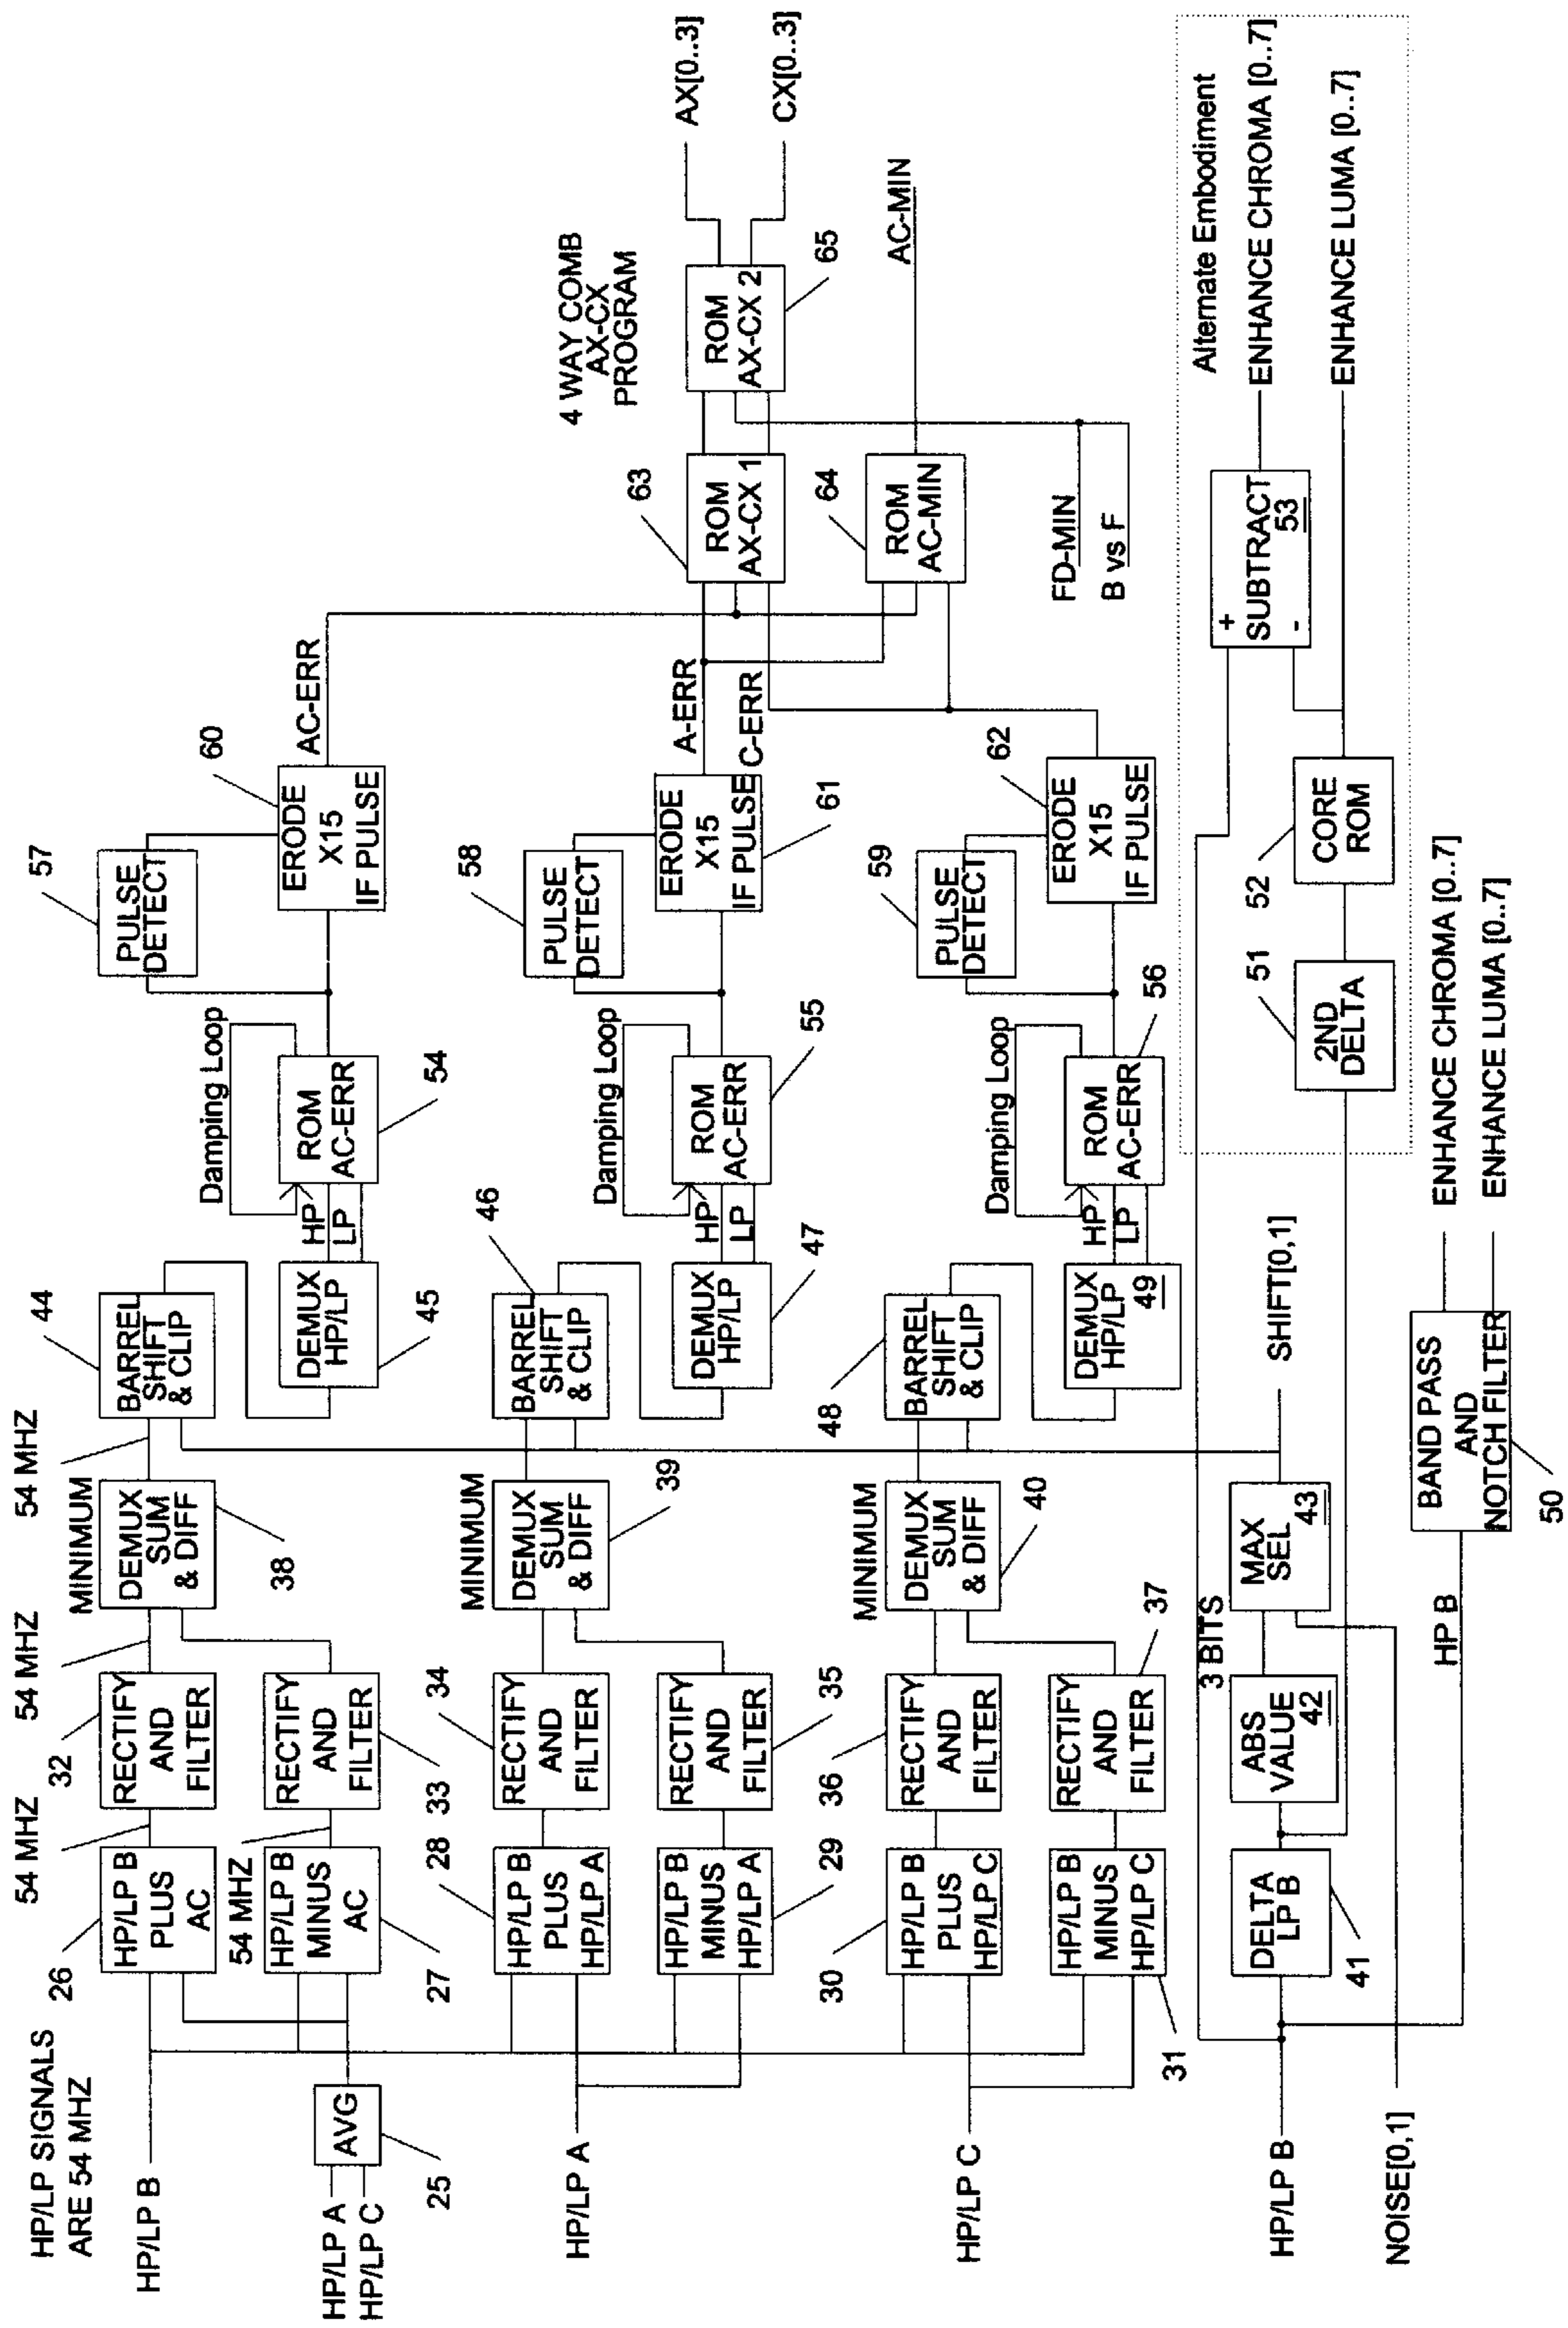 HP/LP SIGNALS
ARE 54 MHZ
HP/LP B
HP/LP A
HP/LP C
AVG
25
26
HP/LP B
PLUS
AC
54 MHZ
HP/LP B
MINUS
AC
27
54 MHZ
32
RECTIFY
AND
FILTER
RECTIFY
AND
FILTER
33
54 MHZ
MINIMUM
DEMUX
SUM
& DIFF
38
54 MHZ
44
BARREL
SHIFT
& CLIP
DEMUX
HP/LP
45
HP
LP
Damping Loop
ROM
AC-ERR
54
57
PULSE
DETECT
60
ERODE
X15
IF PULSE
AC-ERR
HP/LP A
28
HP/LP B
PLUS
HP/LP A
HP/LP B
MINUS
HP/LP A
29
34
RECTIFY
AND
FILTER
RECTIFY
AND
FILTER
35
MINIMUM
DEMUX
SUM
& DIFF
39
46
BARREL
SHIFT
& CLIP
DEMUX
HP/LP
47
HP
LP
Damping Loop
ROM
AC-ERR
55
58
PULSE
DETECT
ERODE
X15
IF PULSE
61
A-ERR
C-ERR
63
ROM
AX-CX 1
64
ROM
AC-MIN
4 WAY COMB
AX-CX
PROGRAM
ROM
AX-CX 2
65
AX[0..3]
CX[0..3]
AC-MIN
FD-MIN
B vs F
HP/LP C
30
HP/LP B
PLUS
HP/LP C
HP/LP B
MINUS
HP/LP C
31
36
RECTIFY
AND
FILTER
RECTIFY
AND
FILTER
37
MINIMUM
DEMUX
SUM
& DIFF
40
48
BARREL
SHIFT
& CLIP
DEMUX
HP/LP
49
HP
LP
Damping Loop
ROM
AC-ERR
56
59
PULSE
DETECT
62
ERODE
X15
IF PULSE
HP/LP B
NOISE[0,1]
DELTA
LP B
41
ABS
VALUE
42
3 BITS
MAX
SEL
43
SHIFT[0,1]
HP B
BAND PASS
AND
NOTCH FILTER
50
ENHANCE CHROMA [0..7]
ENHANCE LUMA [0..7]
Alternate Embodiment
51
2ND
DELTA
52
CORE
ROM
+
SUBTRACT
53
-
ENHANCE CHROMA [0..7]
ENHANCE LUMA [0..7]